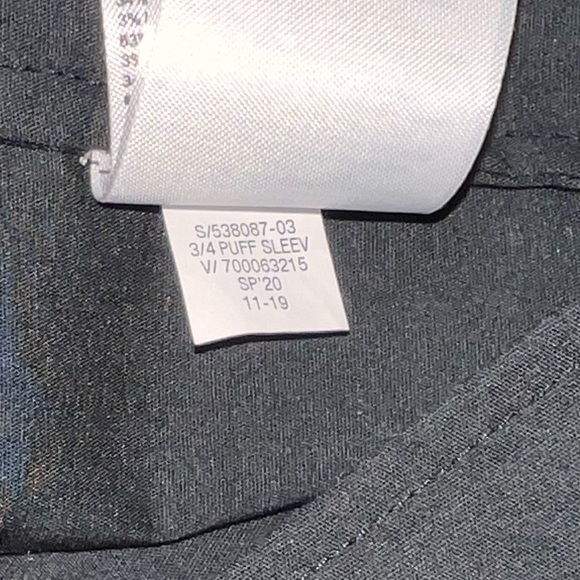 S/538087-03
3/4 PUFF SLEEV
V/ 700063215
SP'20
11-19